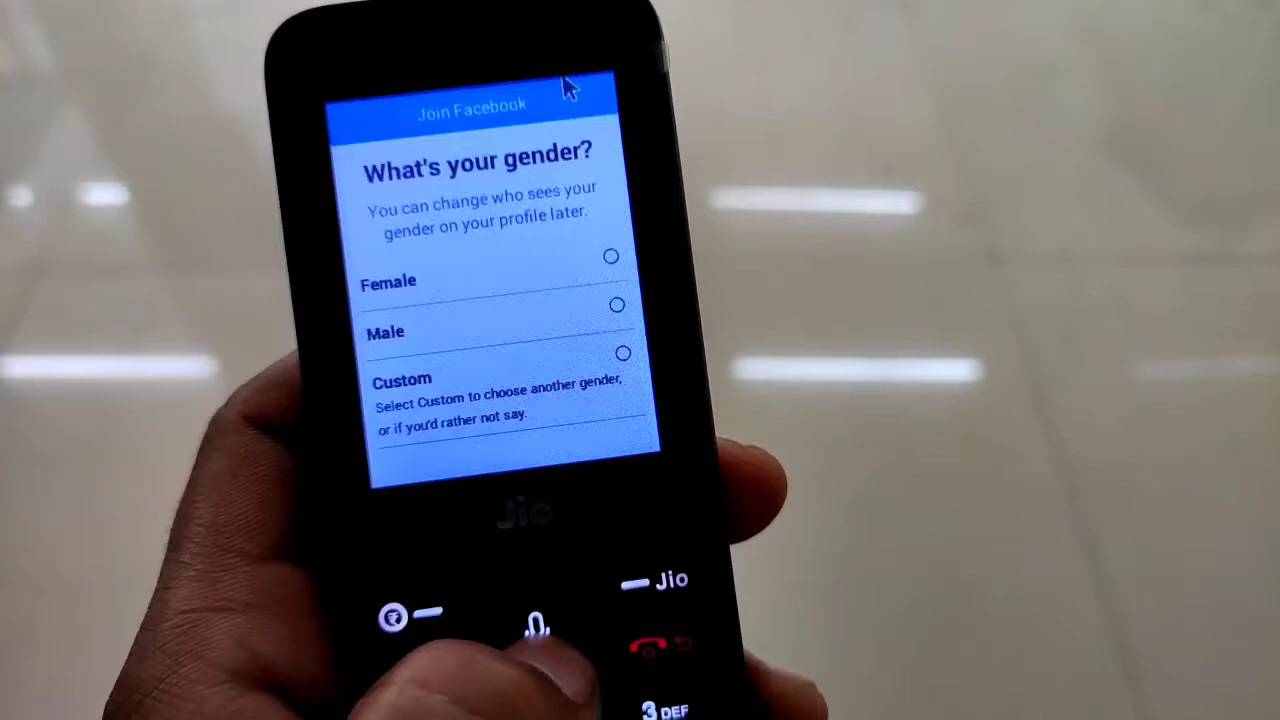 Join Facebook
What's your gender?
You can change who sees your
gender on your profile later.
Female
Male
Custom
Select Custom to choose another gender,
or if you'd rather not say.
Jio
Jio
₹
3 DEF